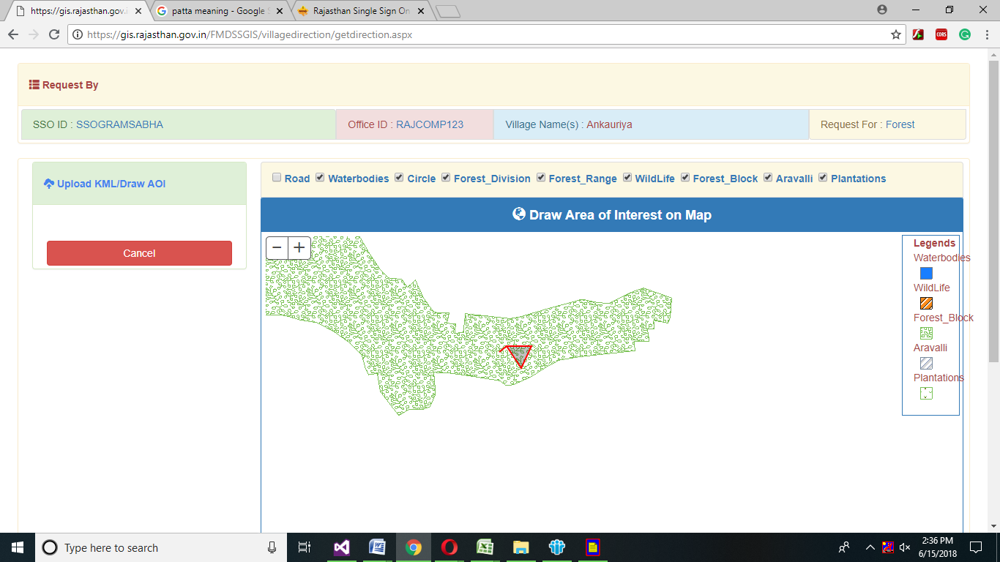 https://gis.rajasthan.gov.i
patta meaning - Google S
Rajasthan Single Sign On
https://gis.rajasthan.gov.in/FMDSSGIS/villagedirection/getdirection.aspx
CORS
Request By
SSO ID : SSOGRAMSABHA
Office ID : RAJCOMP123
Village Name(s) : Ankauriya
Request For : Forest
Upload KML/Draw AOI
Cancel
Road Waterbodies Circle Forest_Division Forest_Range WildLife Forest_Block Aravalli Plantations
Draw Area of Interest on Map
Legends
Waterbodies
WildLife
Forest_Block
Aravalli
Plantations
Type here to search
2:36 PM
6/15/2018